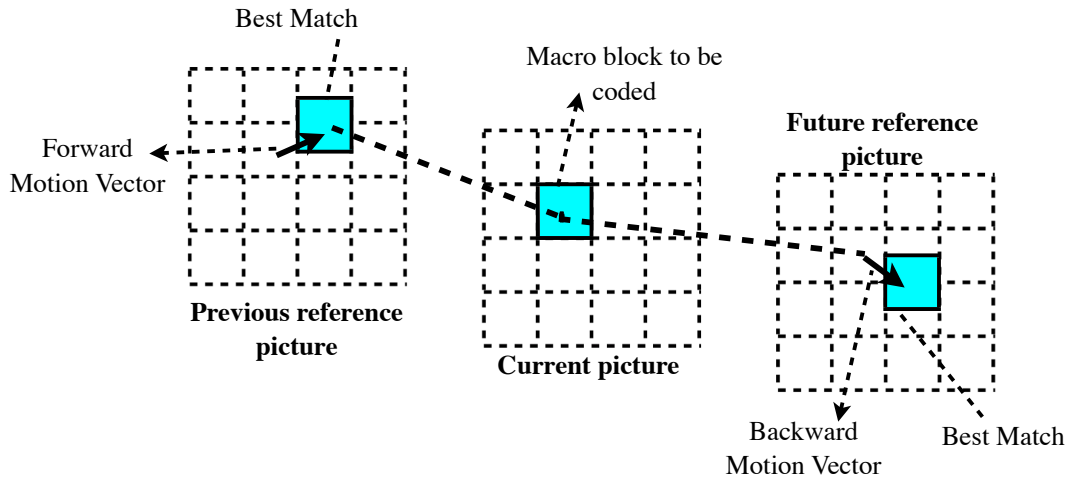 Best Match
Macro block to be
coded
Future reference
picture
Forward
Motion Vector
Previous reference
picture
Current picture
Backward
Motion Vector
Best Match